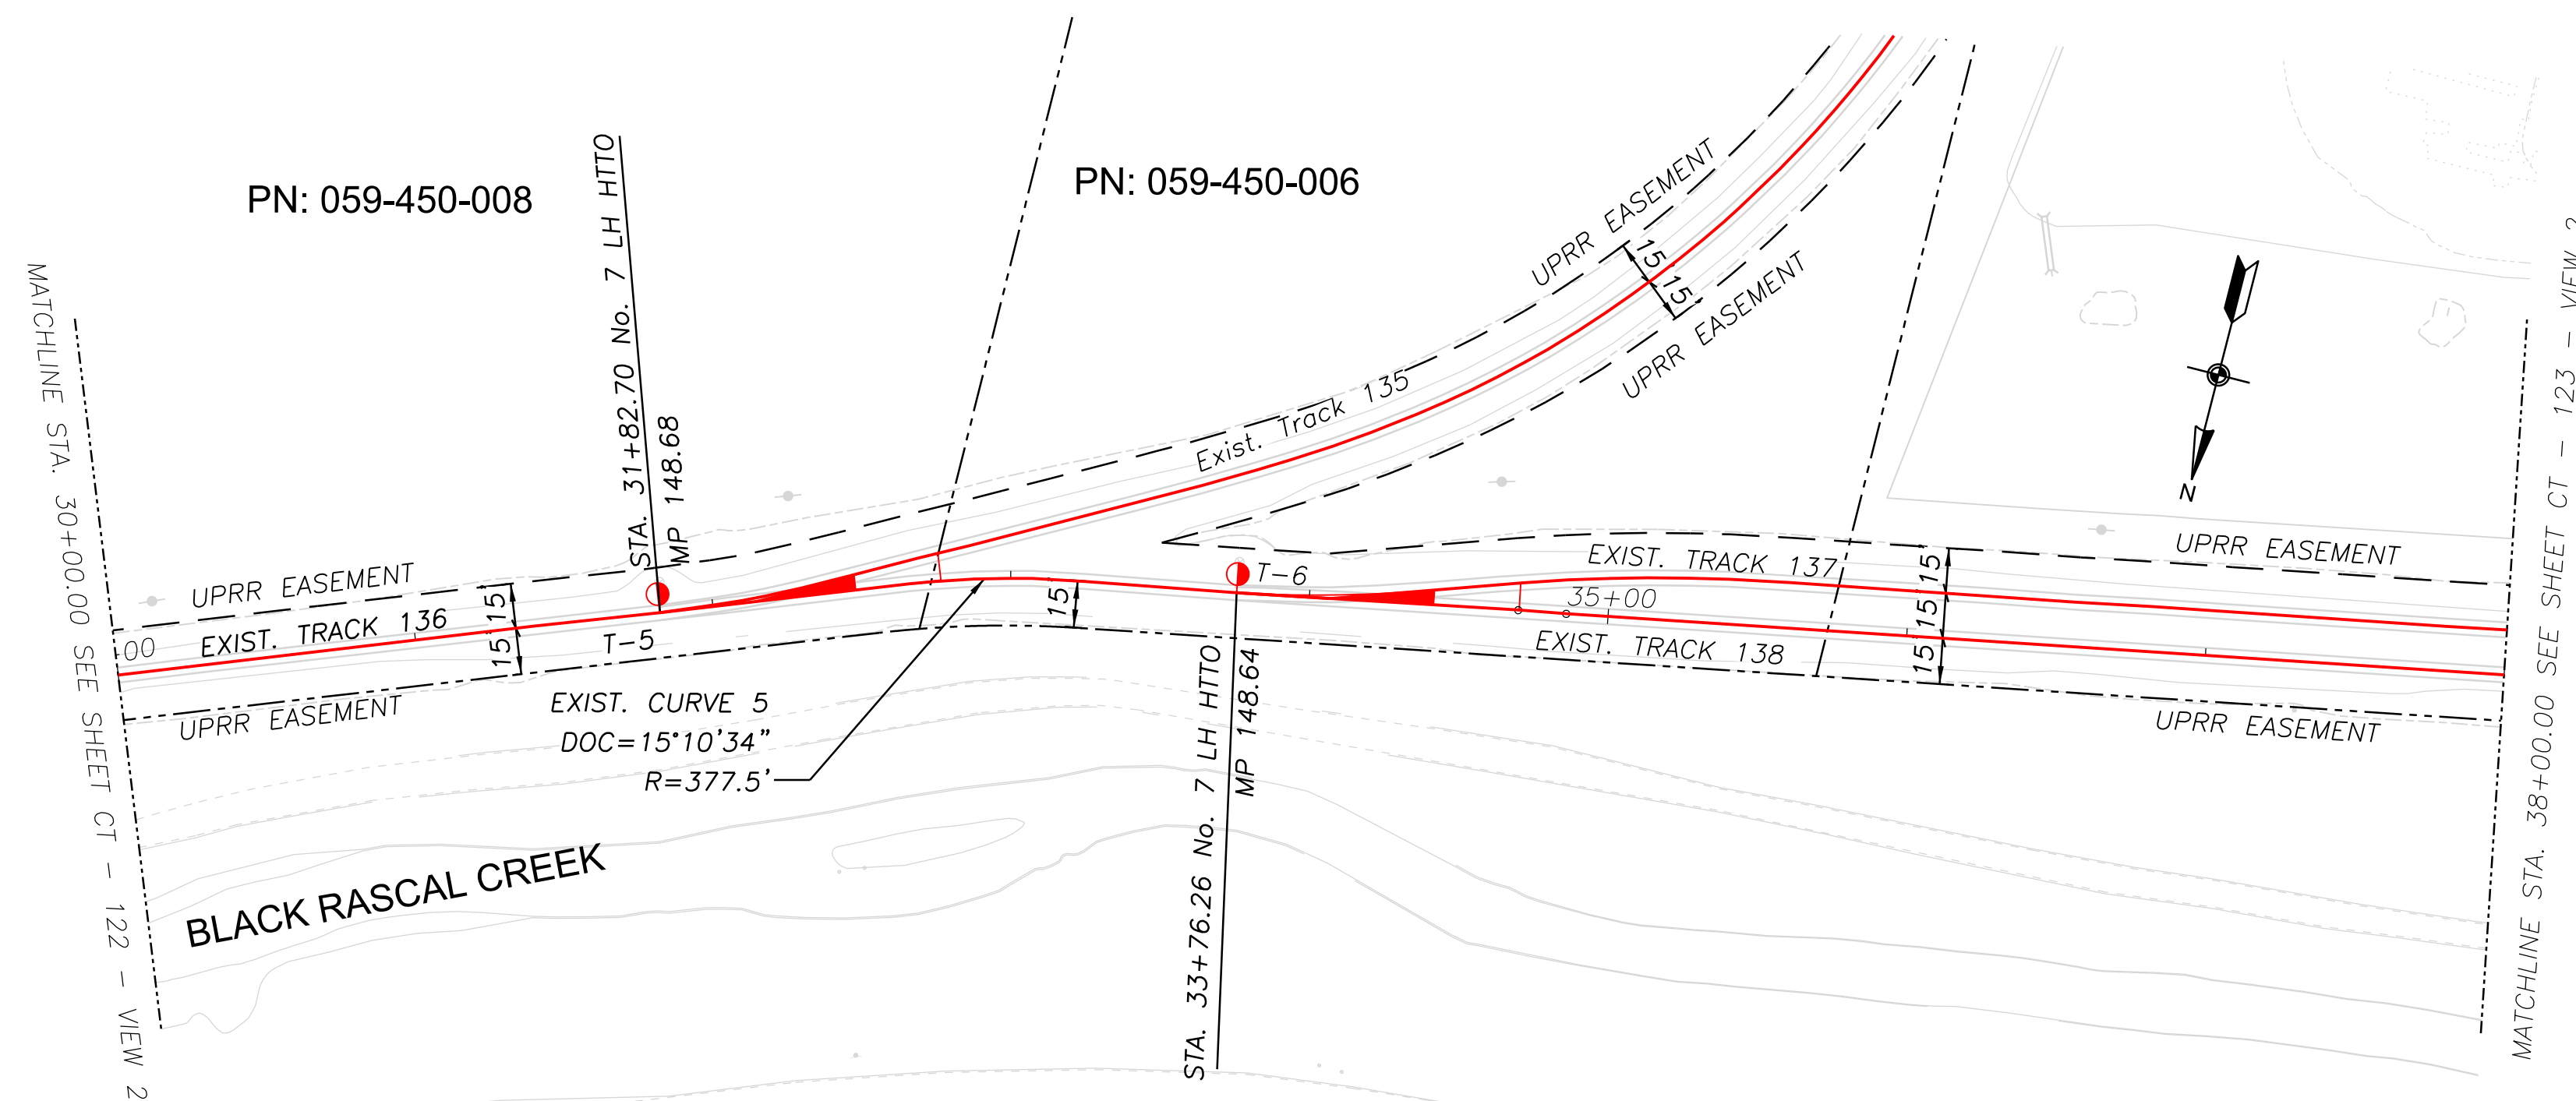 PN: 059-450-008
PN: 059-450-006
STA. 31+82.70 No. 7 LH HTTO
MP 148.68
MATCHLINE STA. 30+00.00 SEE SHEET CT - 122 - VIEW 2
UPRR EASEMENT
EXIST. TRACK 136
00
UPRR EASEMENT
15'
15'
T-5
EXIST. CURVE 5
DOC=15°10'34"
R=377.5'
15'
Exist. Track 135
UPRR EASEMENT
15'
15'
UPRR EASEMENT
T-6
STA. 33+76.26 No. 7 LH HTTO
MP 148.64
EXIST. TRACK 137
35+00
EXIST. TRACK 138
15'
15'
15'
UPRR EASEMENT
UPRR EASEMENT
N
BLACK RASCAL CREEK
MATCHLINE STA. 38+00.00 SEE SHEET CT - 123 - VIEW 2